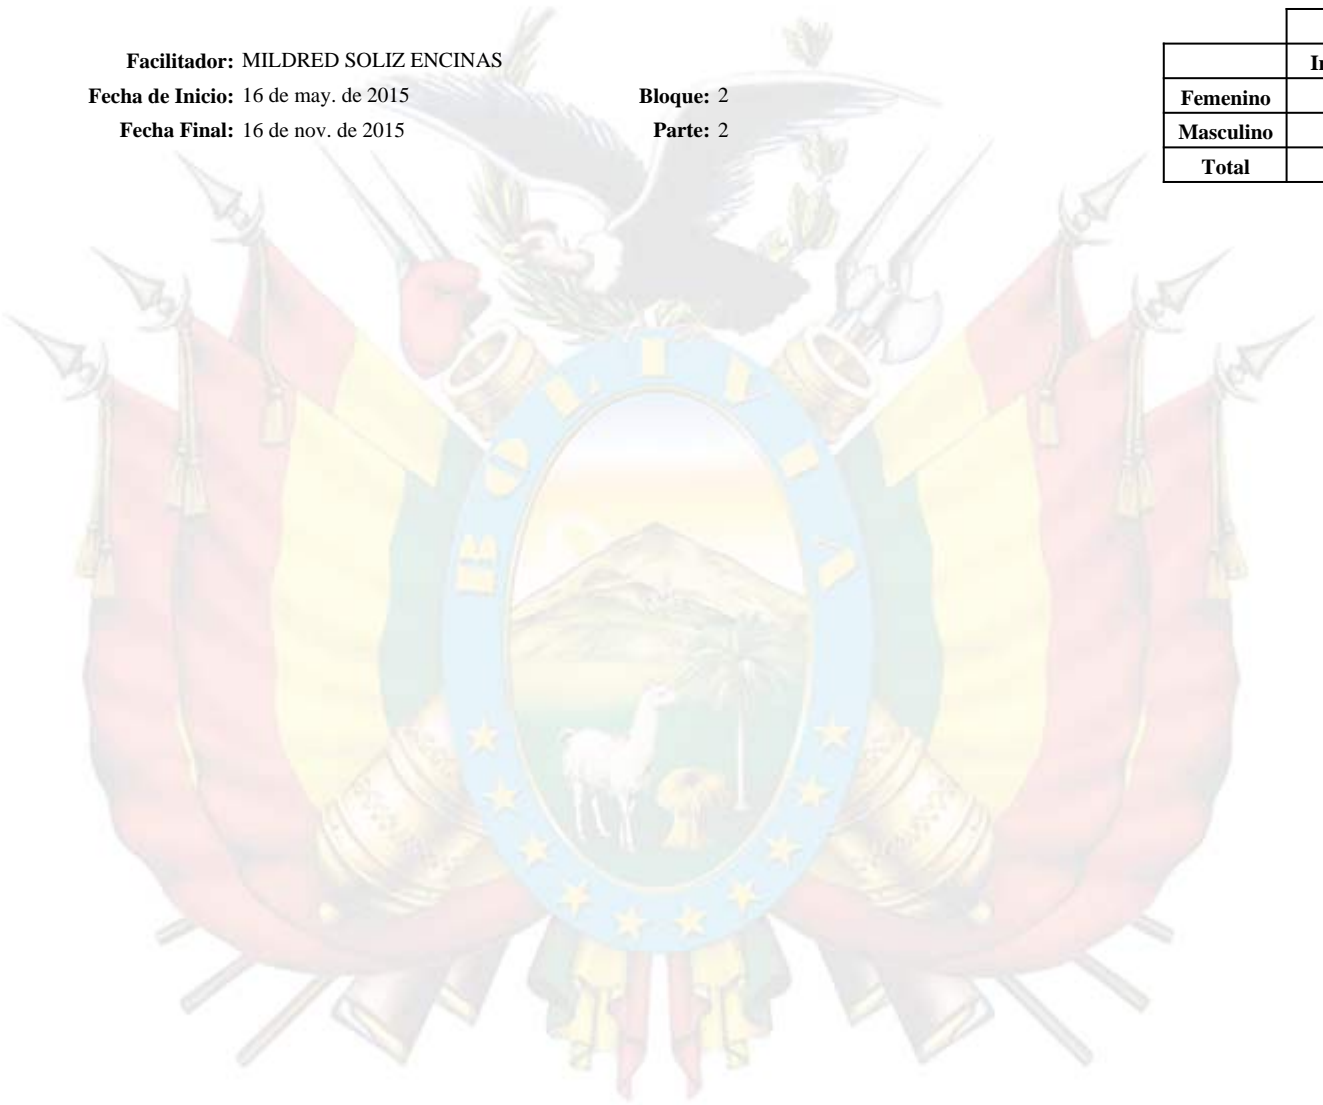 Facilitador: MILDRED SOLIZ ENCINAS
Fecha de Inicio: 16 de may. de 2015 Bloque: 2
Fecha Final: 16 de nov. de 2015 Parte: 2
Femenino
Masculino
Total
BOLIVIA